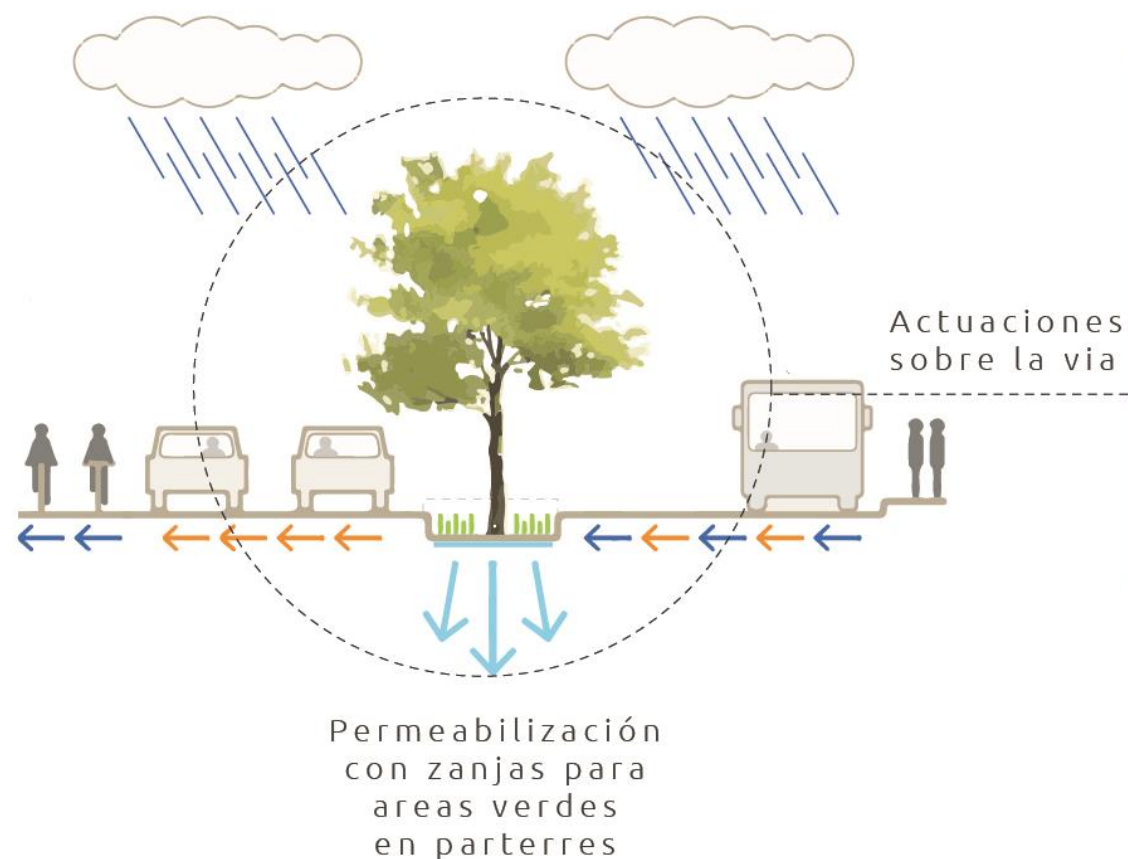 Actuaciones
sobre la via
Permeabilización
con zanjas para
areas verdes
en parterres